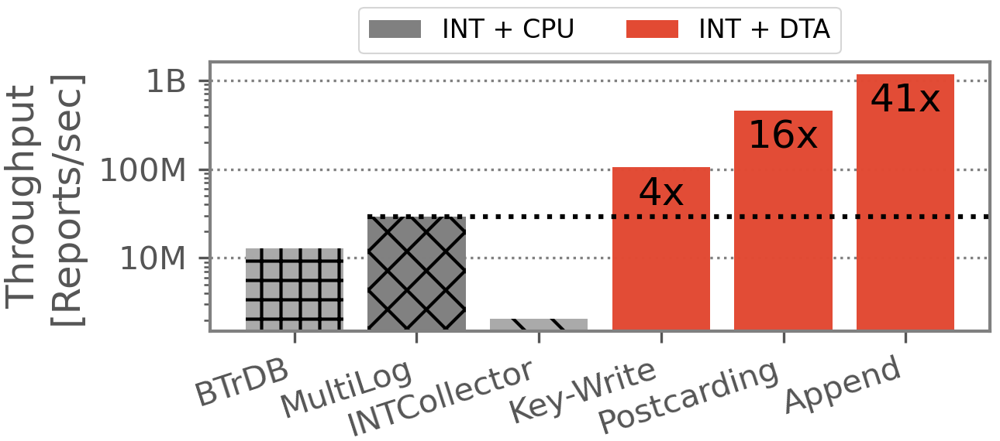 INT + CPU
INT + DTA
Throughput
[Reports/sec]
1B
100M
10M
4x
16x
41x
BTrDB
MultiLog
INTCollector
Key-Write
Postcarding
Append